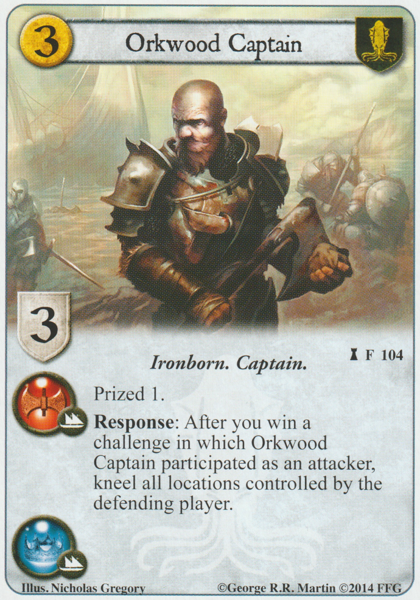 3
Orkwood Captain
3
Ironborn. Captain.
F 104
Prized 1.
Response: After you win a
challenge in which Orkwood
Captain participated as an attacker,
kneel all locations controlled by the
defending player.
Illus. Nicholas Gregory
©George R.R. Martin ©2014 FFG